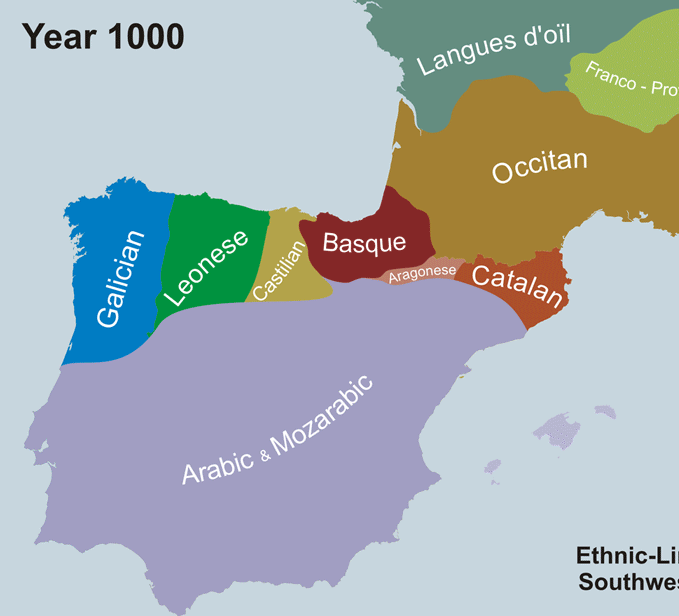 Year 1000
Langues d'oïl
Franco - Pro
Occitan
Galician
Leonese
Castilian
Basque
Aragonese
Catalan
Arabic & Mozarabic
Ethnic-Li
Southwes